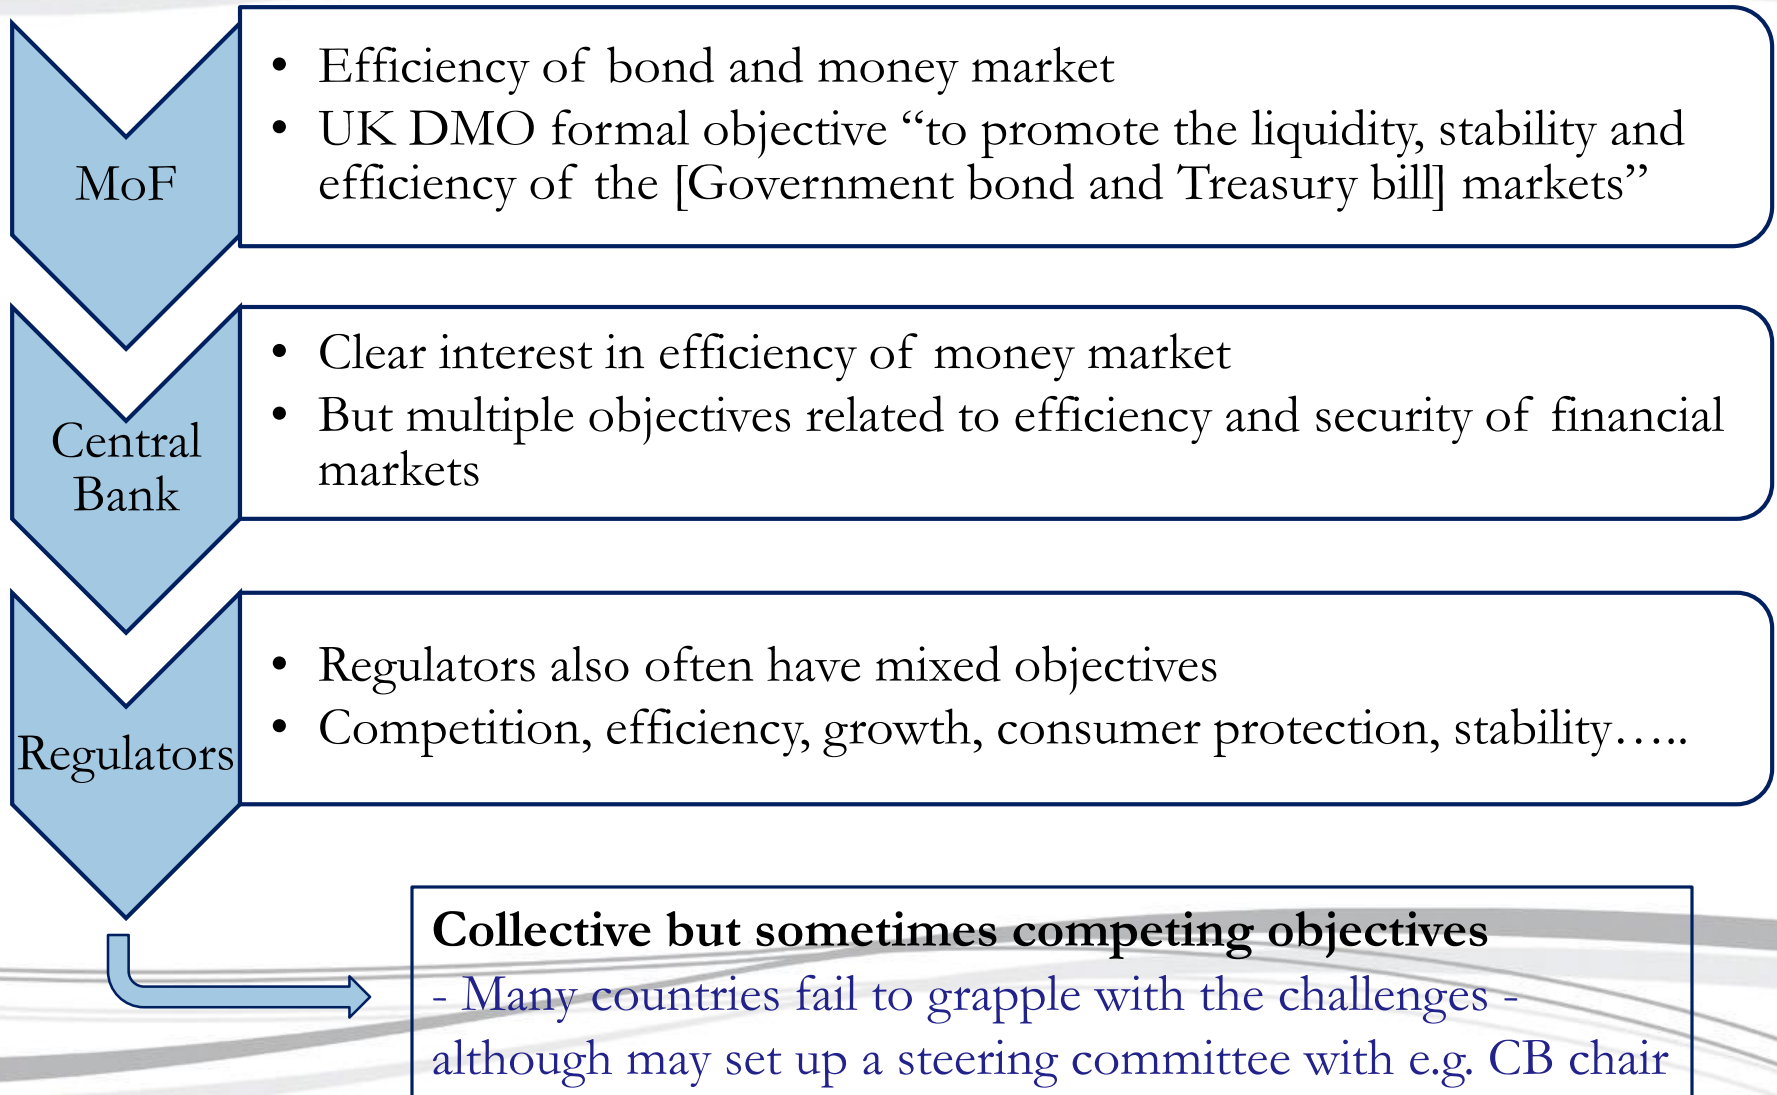 MoF
• Efficiency of bond and money market
• UK DMO formal objective “to promote the liquidity, stability and
efficiency of the [Government bond and Treasury bill] markets”
Central
Bank
• Clear interest in efficiency of money market
• But multiple objectives related to efficiency and security of financial
markets
Regulators
• Regulators also often have mixed objectives
• Competition, efficiency, growth, consumer protection, stability…..
Collective but sometimes competing objectives
- Many countries fail to grapple with the challenges -
although may set up a steering committee with e.g. CB chair